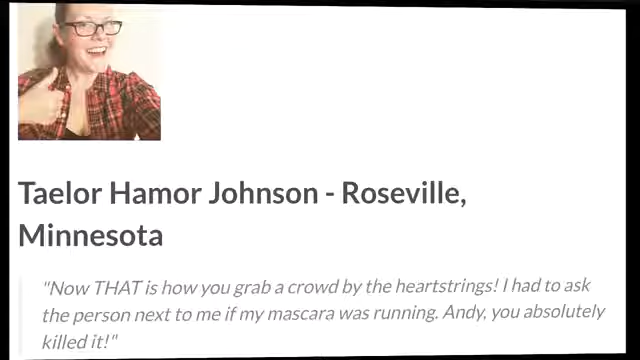 Taelor Hamor Johnson - Roseville,
Minnesota
"Now THAT is how you grab a crowd by the heartstrings! I had to ask
the person next to me if my mascara was running. Andy, you absolutely
killed it!"